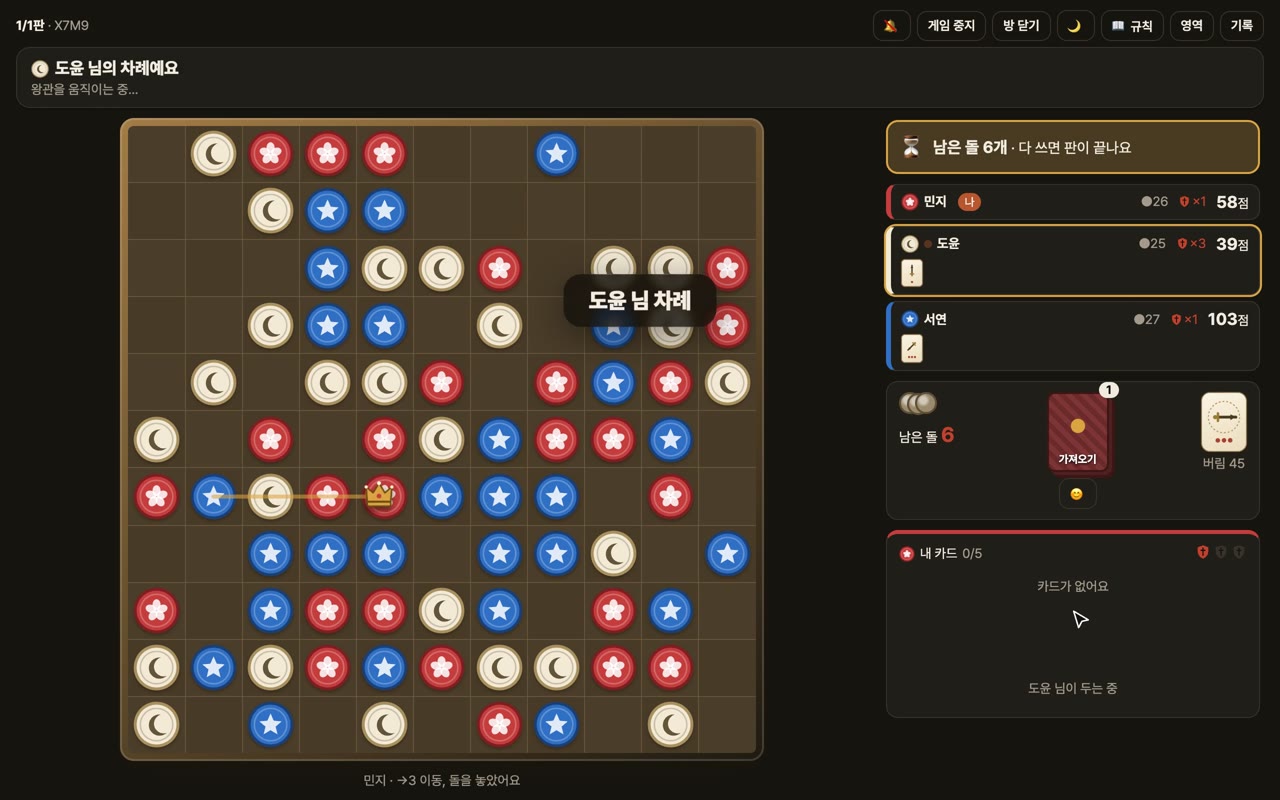 1/1판 · X7M9
게임 중지
방 닫기
규칙
영역
기록
도윤 님의 차례예요
왕관을 움직이는 중...
남은 돌 6개 · 다 쓰면 판이 끝나요
민지 나 26 ×1 58점
도윤 25 ×3 39점
서연 27 ×1 103점
도윤 님 차례
1
남은 돌 6
가져오기
버림 45
내 카드 0/5
카드가 없어요
도윤 님이 두는 중
민지 · →3 이동, 돌을 놓았어요